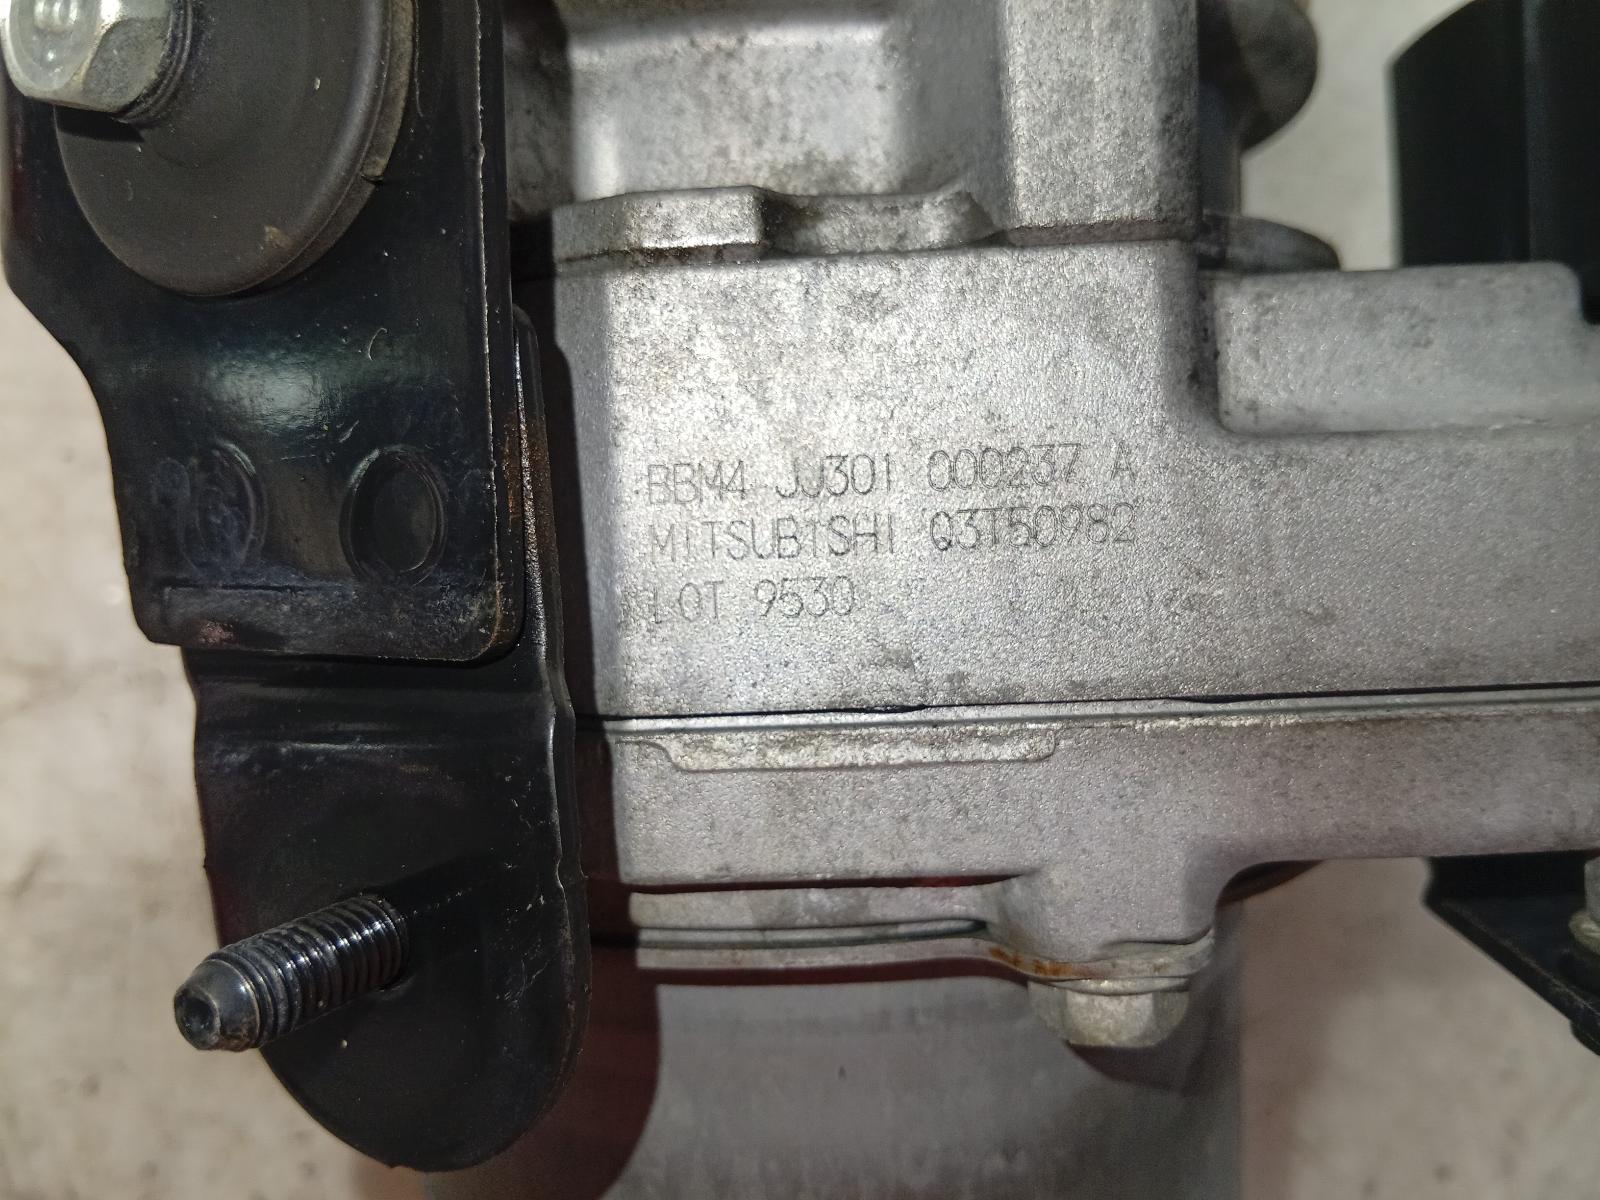 BBM4 JJ301 000237 A
MITSUBISHI Q3T50982
LOT 9530